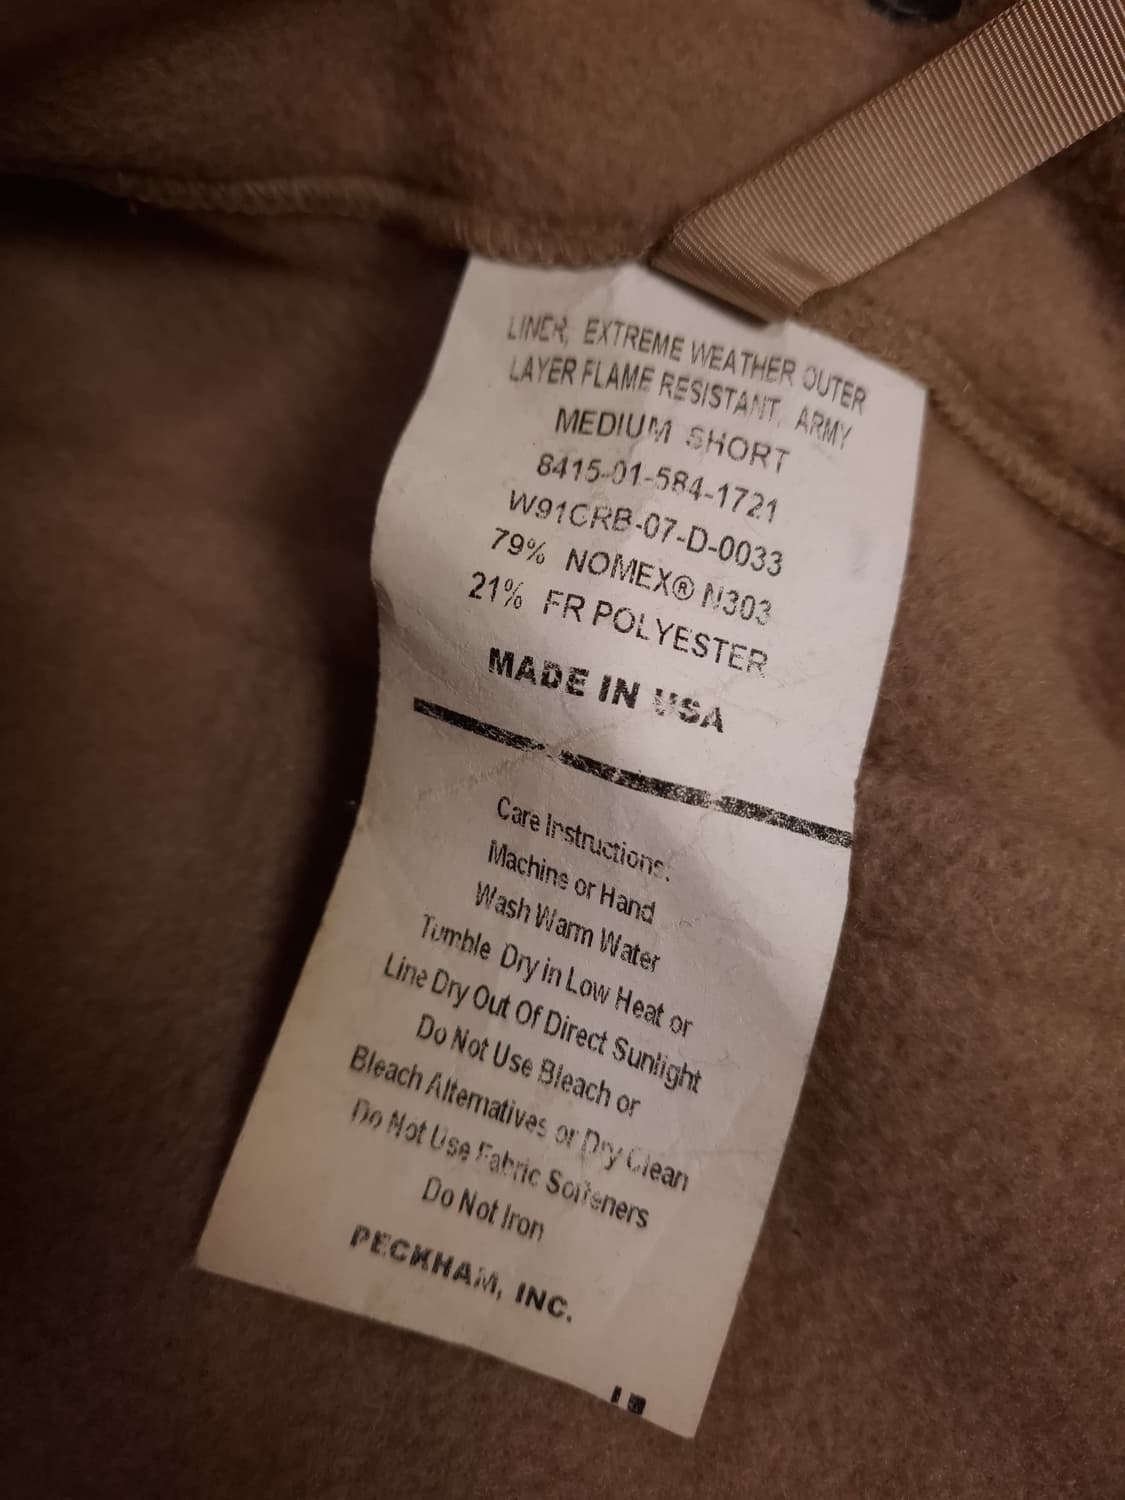 LINER, EXTREME WEATHER OUTER
LAYER FLAME RESISTANT, ARMY
MEDIUM SHORT
8415-01-584-1721
W91CRB-07-D-0033
79% NOMEX® N303
21% FR POLYESTER
MADE IN USA
Care Instructions:
Machine or Hand
Wash Warm Water
Tumble Dry in Low Heat or
Line Dry Out Of Direct Sunlight
Do Not Use Bleach or
Bleach Alternatives or Dry Clean
Do Not Use Fabric Softeners
Do Not Iron
PECKHAM, INC.